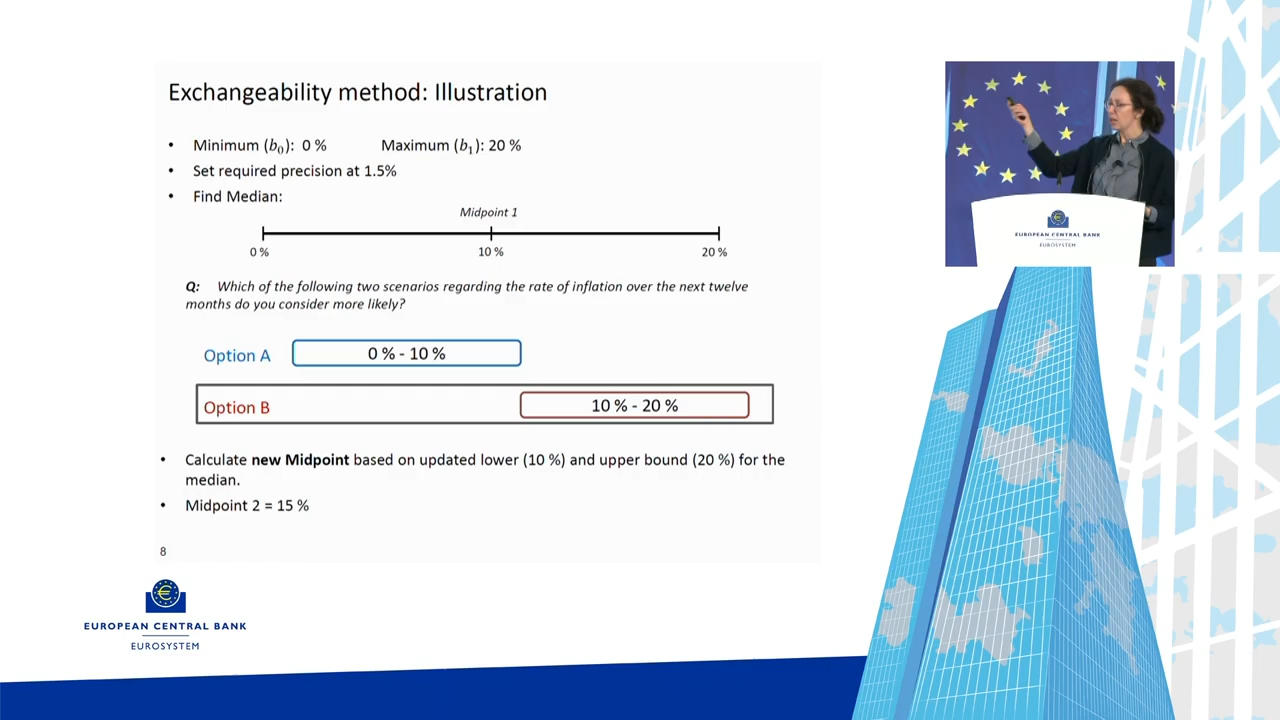 Exchangeability method: Illustration
• Minimum (b0): 0 % Maximum (b1): 20 %
• Set required precision at 1.5%
• Find Median:
Midpoint 1
0 % 10 % 20 %
Q: Which of the following two scenarios regarding the rate of inflation over the next twelve
months do you consider more likely?
Option A 0 % - 10 %
Option B 10 % - 20 %
• Calculate new Midpoint based on updated lower (10 %) and upper bound (20 %) for the
median.
• Midpoint 2 = 15 %
8
EUROPEAN CENTRAL BANK
EUROSYSTEM
EUROPEAN CENTRAL BANK
EUROSYSTEM